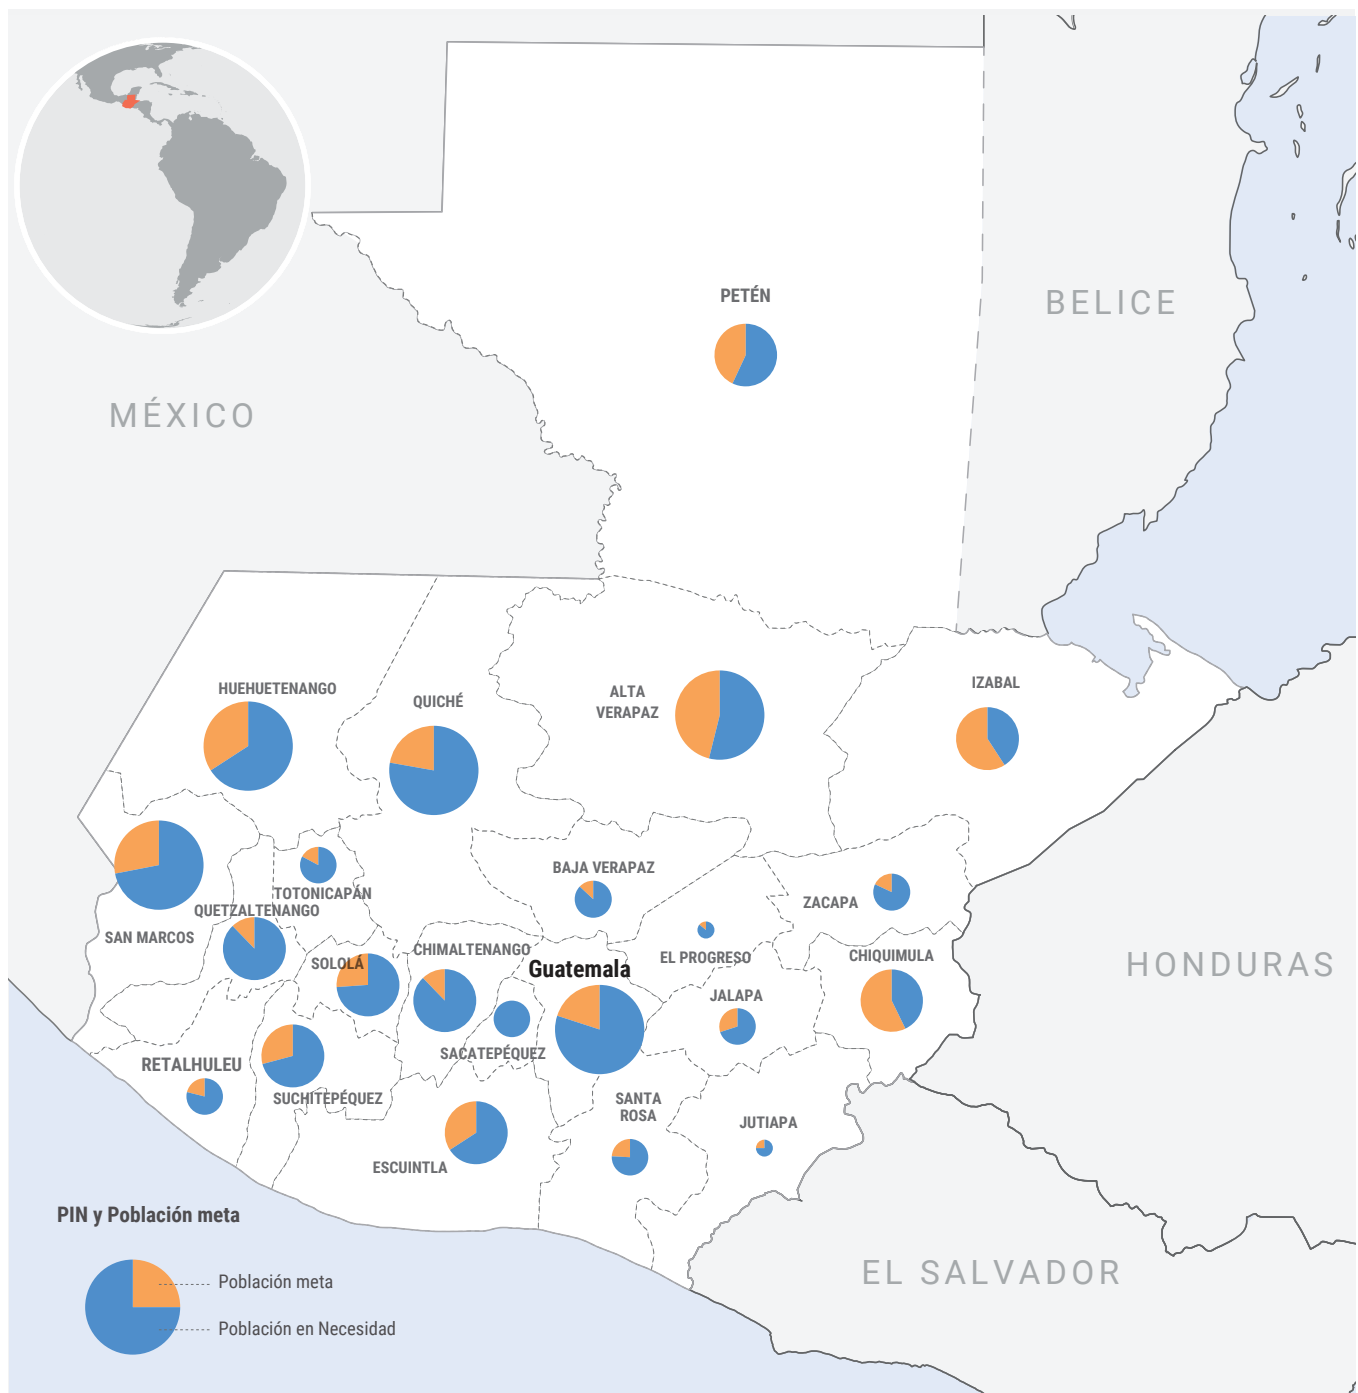 PETÉN
BELICE
MÉXICO
HUEHUETENANGO
QUICHÉ
ALTA
VERAPAZ
IZABAL
BAJA VERAPAZ
TOTONICAPÁN
ZACAPA
QUETZALTENANGO
SAN MARCOS
CHIMALTENANGO
SOLOLÁ
Guatemala
EL PROGRESO
CHIQUIMULA
HONDURAS
JALAPA
SACATEPÉQUEZ
RETALHULEU
SUCHITEPÉQUEZ
SANTA
ROSA
JUTIAPA
ESCUINTLA
PIN y Población meta
Población meta
Población en Necesidad
EL SALVADOR